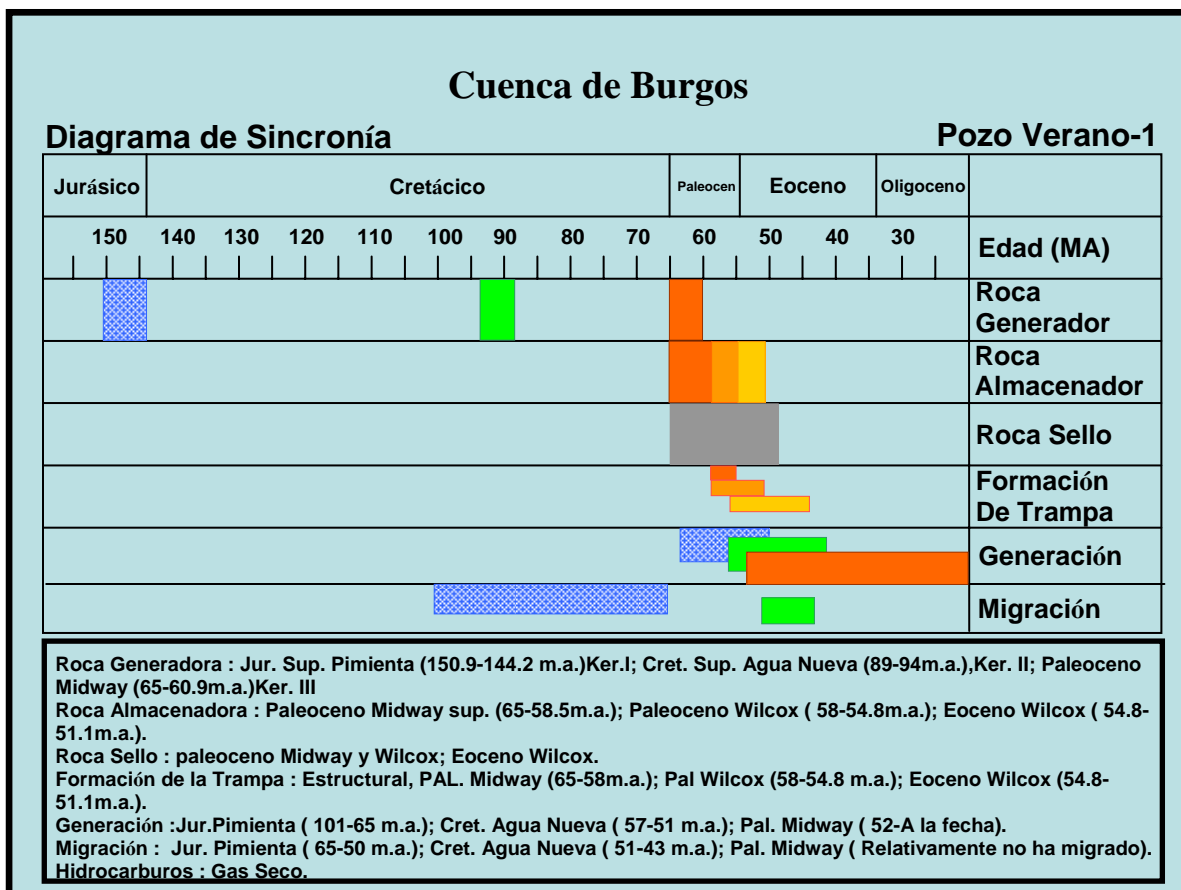 Cuenca de Burgos
Diagrama de Sincronía
Pozo Verano-1
Jurásico Cretácico Paleocen Eoceno Oligoceno
150 140 130 120 110 100 90 80 70 60 50 40 30
Edad (MA)
Roca
Generador
Roca
Almacenador
Roca Sello
Formación
De Trampa
Generación
Migración
Roca Generadora : Jur. Sup. Pimienta (150.9-144.2 m.a.)Ker.I; Cret. Sup. Agua Nueva (89-94m.a.),Ker. II; Paleoceno
Midway (65-60.9m.a.)Ker. III
Roca Almacenadora : Paleoceno Midway sup. (65-58.5m.a.); Paleoceno Wilcox ( 58-54.8m.a.); Eoceno Wilcox ( 54.8-
51.1m.a.).
Roca Sello : paleoceno Midway y Wilcox; Eoceno Wilcox.
Formación de la Trampa : Estructural, PAL. Midway (65-58m.a.); Pal Wilcox (58-54.8 m.a.); Eoceno Wilcox (54.8-
51.1m.a.).
Generación :Jur.Pimienta ( 101-65 m.a.); Cret. Agua Nueva ( 57-51 m.a.); Pal. Midway ( 52-A la fecha).
Migración : Jur. Pimienta ( 65-50 m.a.); Cret. Agua Nueva ( 51-43 m.a.); Pal. Midway ( Relativamente no ha migrado).
Hidrocarburos : Gas Seco.